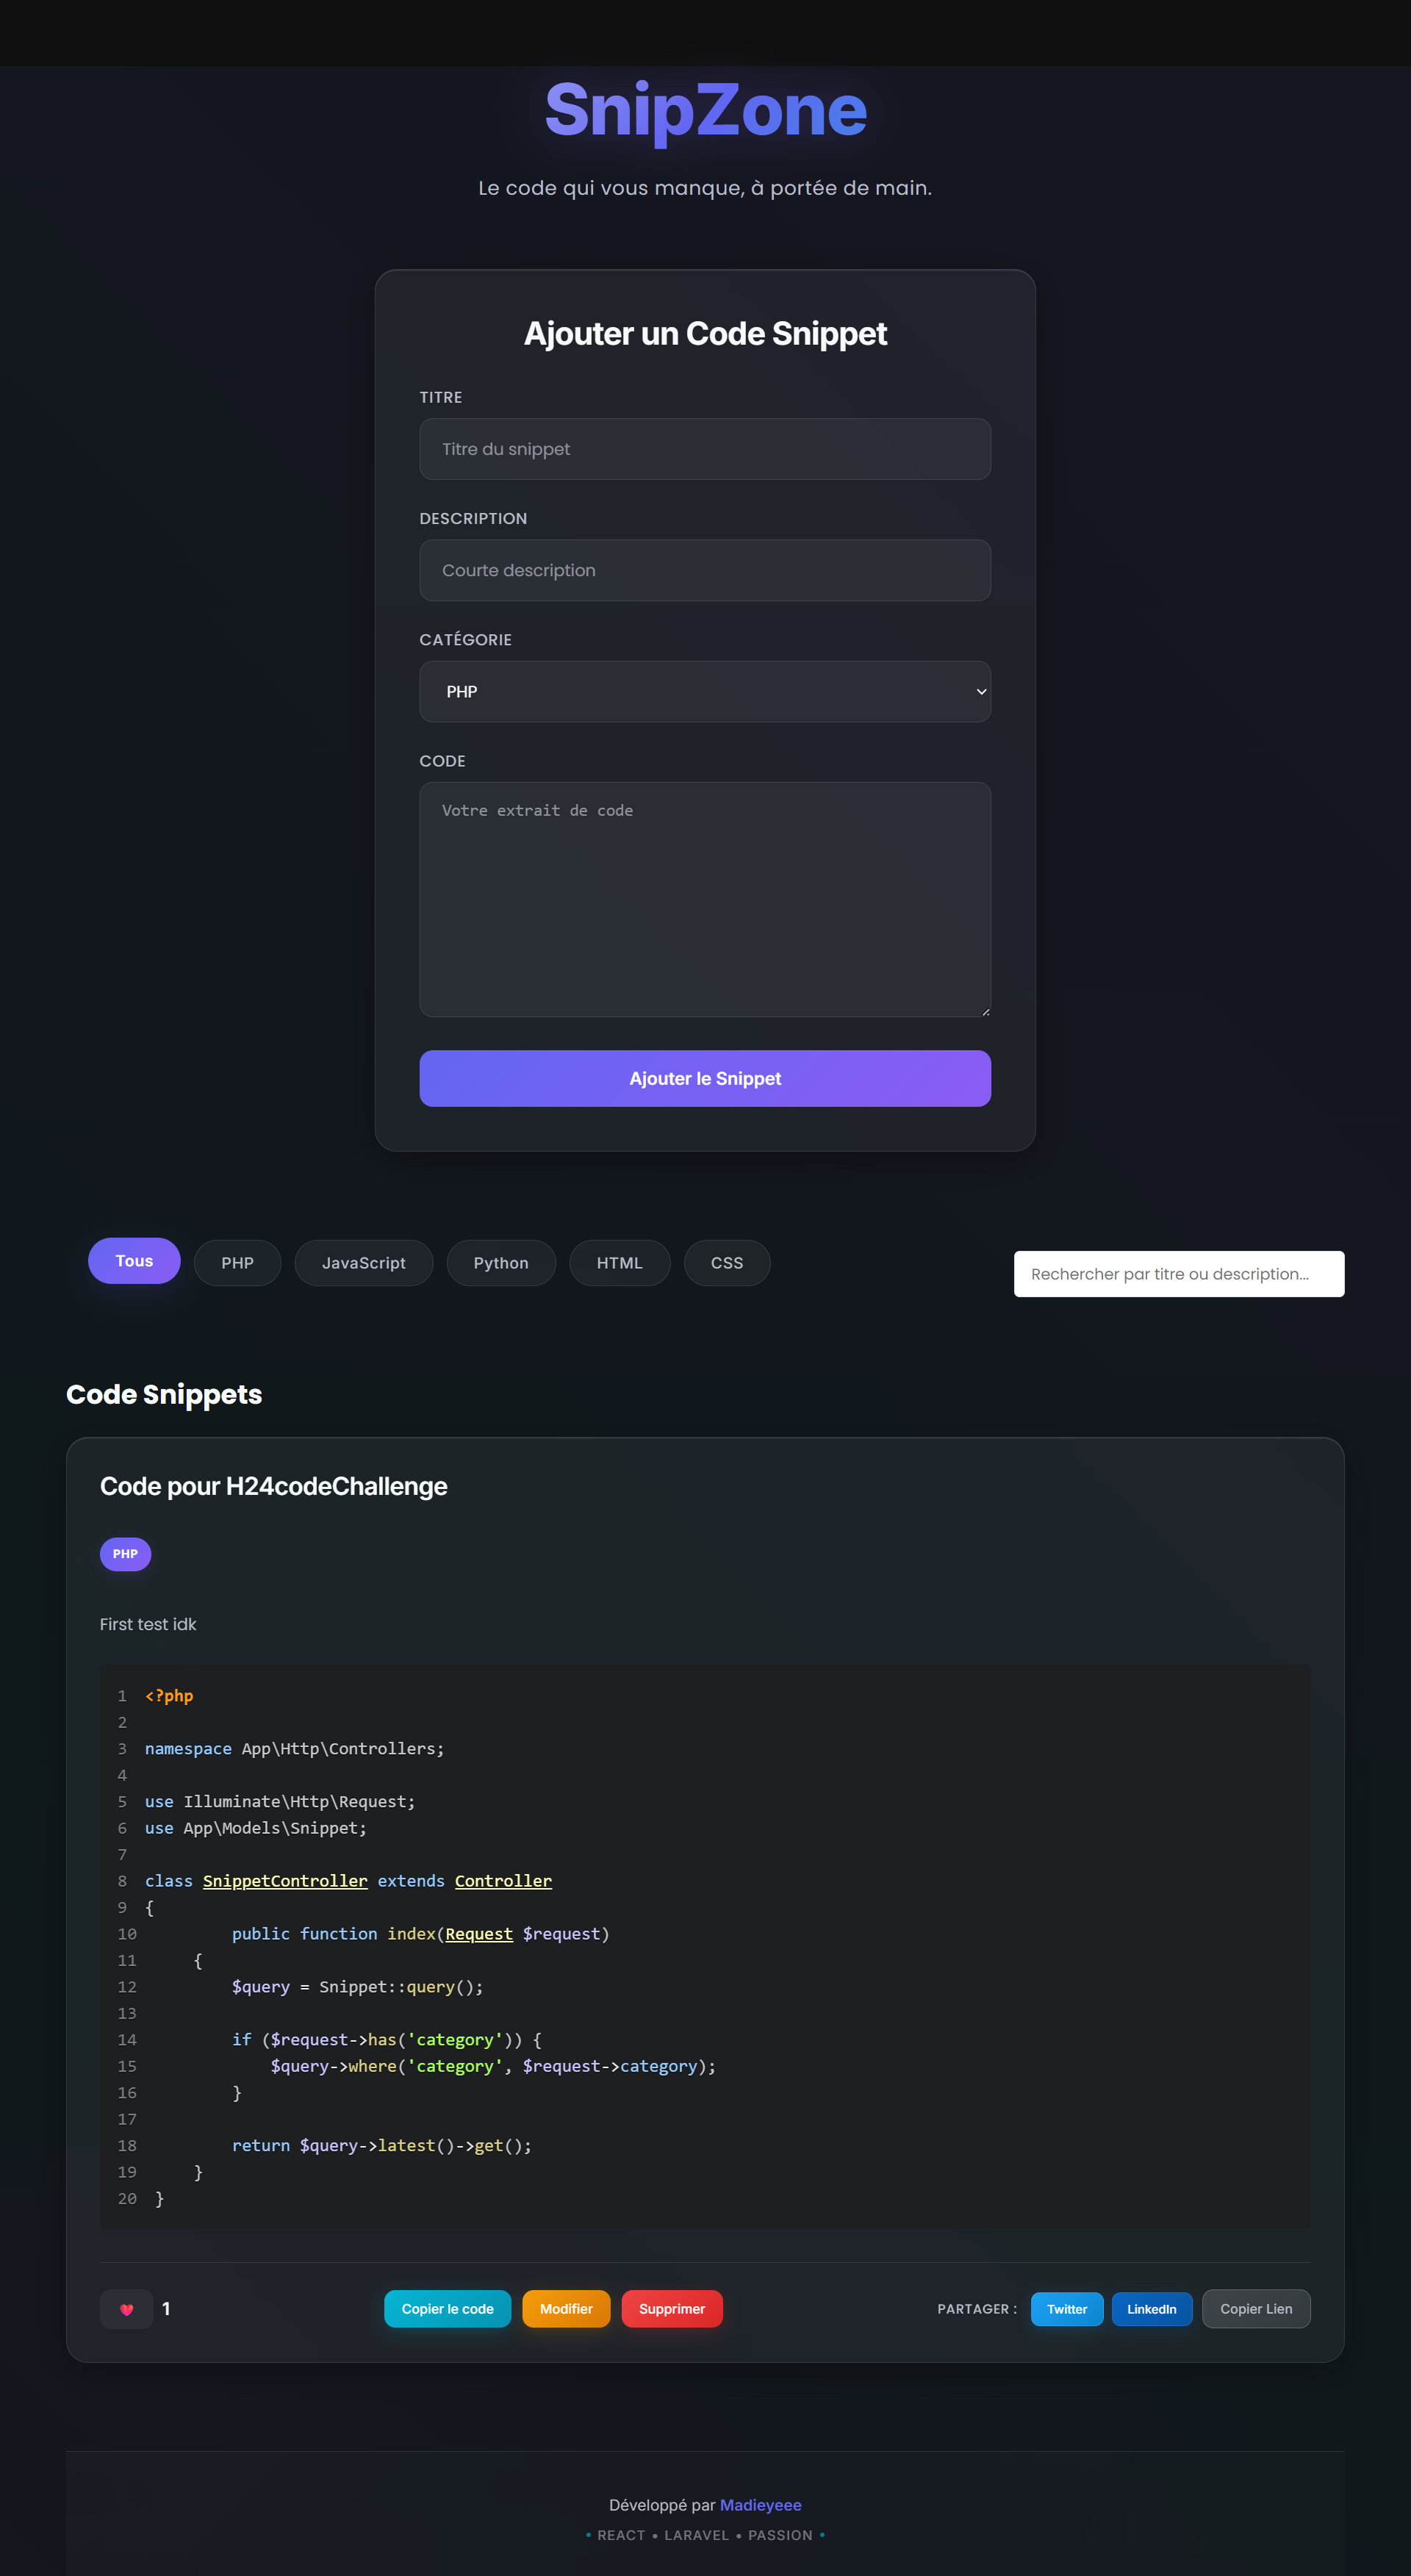 SnipZone
Le code qui vous manque, à portée de main.
Ajouter un Code Snippet
TITRE
Titre du snippet
DESCRIPTION
Courte description
CATÉGORIE
PHP
CODE
Votre extrait de code
Ajouter le Snippet
Tous PHP JavaScript Python HTML CSS
Rechercher par titre ou description...
Code Snippets
Code pour H24codeChallenge
PHP
First test idk
1 <?php
2
3 namespace App\Http\Controllers;
4
5 use Illuminate\Http\Request;
6 use App\Models\Snippet;
7
8 class SnippetController extends Controller
9 {
10         public function index(Request $request)
11     {
12         $query = Snippet::query();
13
14         if ($request->has('category')) {
15             $query->where('category', $request->category);
16         }
17
18         return $query->latest()->get();
19     }
20 }
1 Copier le code Modifier Supprimer PARTAGER : Twitter LinkedIn Copier Lien
Développé par Madieyeee
• REACT • LARAVEL • PASSION •